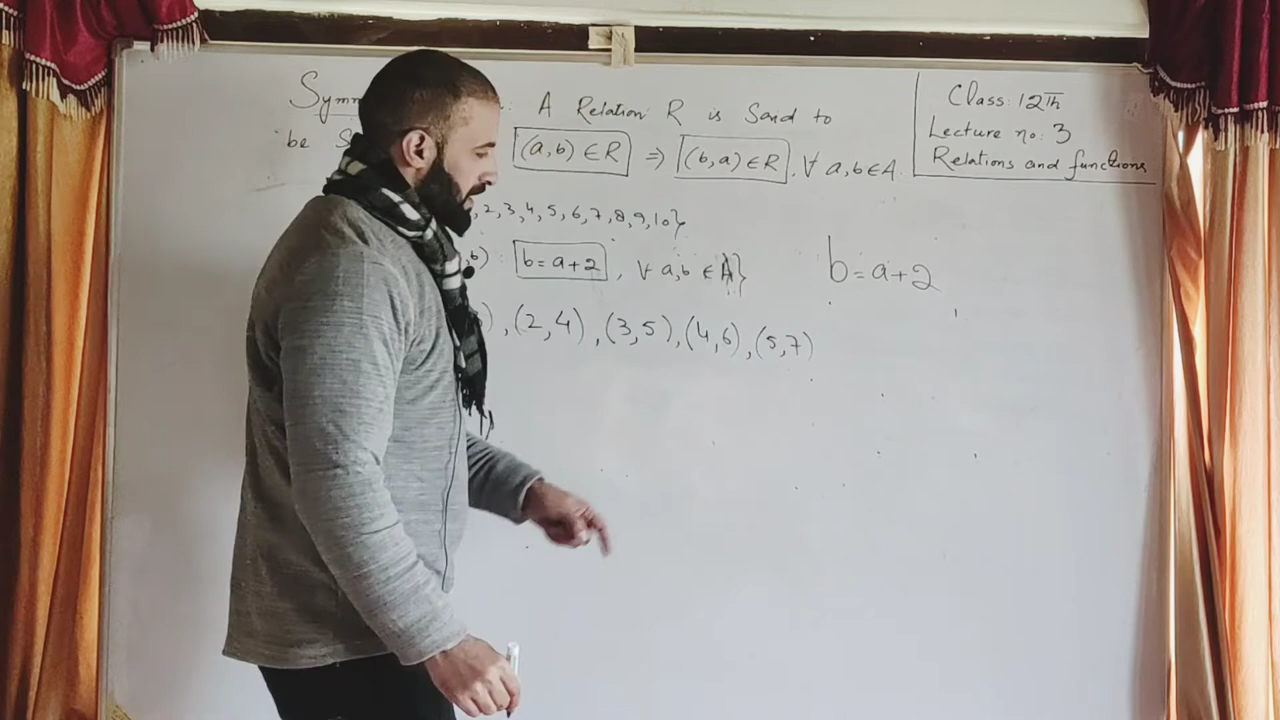 : A Relation R is Said to
be (a,b) ∈ R ⇒ (b,a) ∈ R, ∀ a,b ∈ A.
Class: 12th
Lecture no: 3
Relations and functions
,2,3,4,5,6,7,8,9,10}
b) : b=a+2, ∀ a,b ∈ A}
b=a+2
),(2,4),(3,5),(4,6),(5,7)